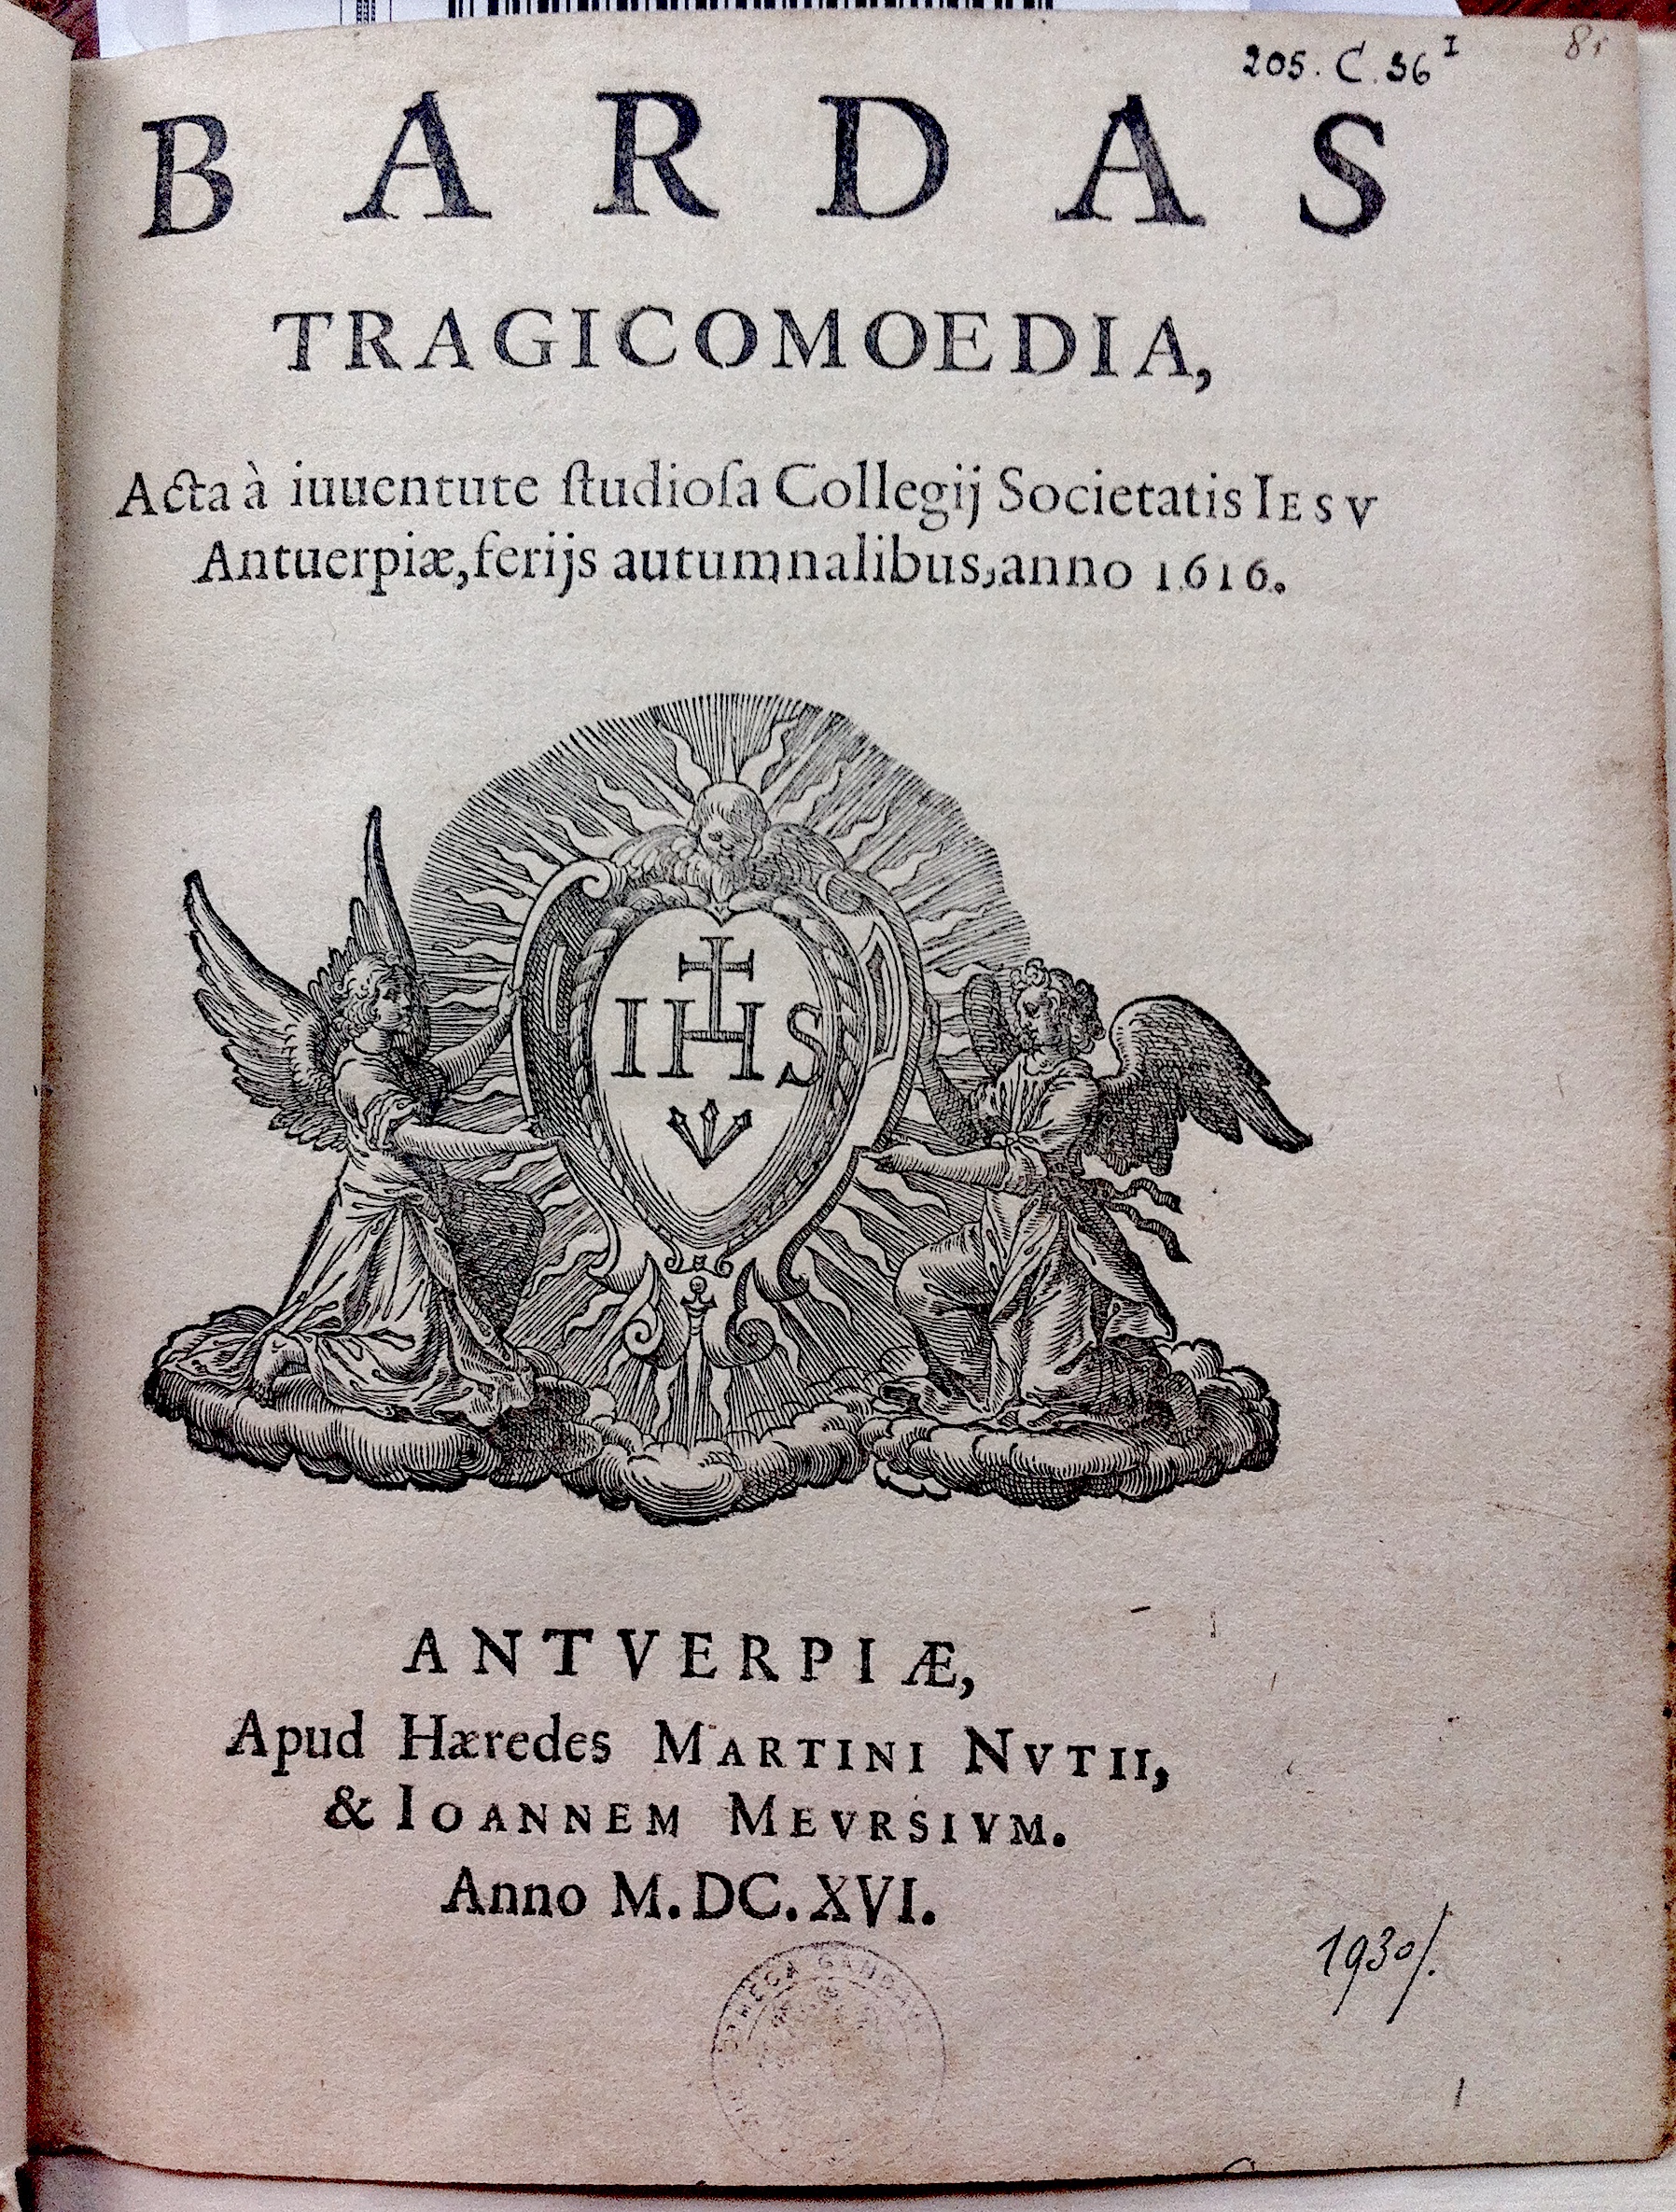 205. C. 36 I
BARDAS
TRAGICOMOEDIA,
Acta à iuuentute ſtudioſa Collegij Societatis IESV
Antuerpiæ, ferijs autumnalibus, anno 1616.
IHS
ANTVERPIÆ,
Apud Hæredes MARTINI NVTII,
& IOANNEM MEVRSIVM.
Anno M. DC. XVI.
1930/.